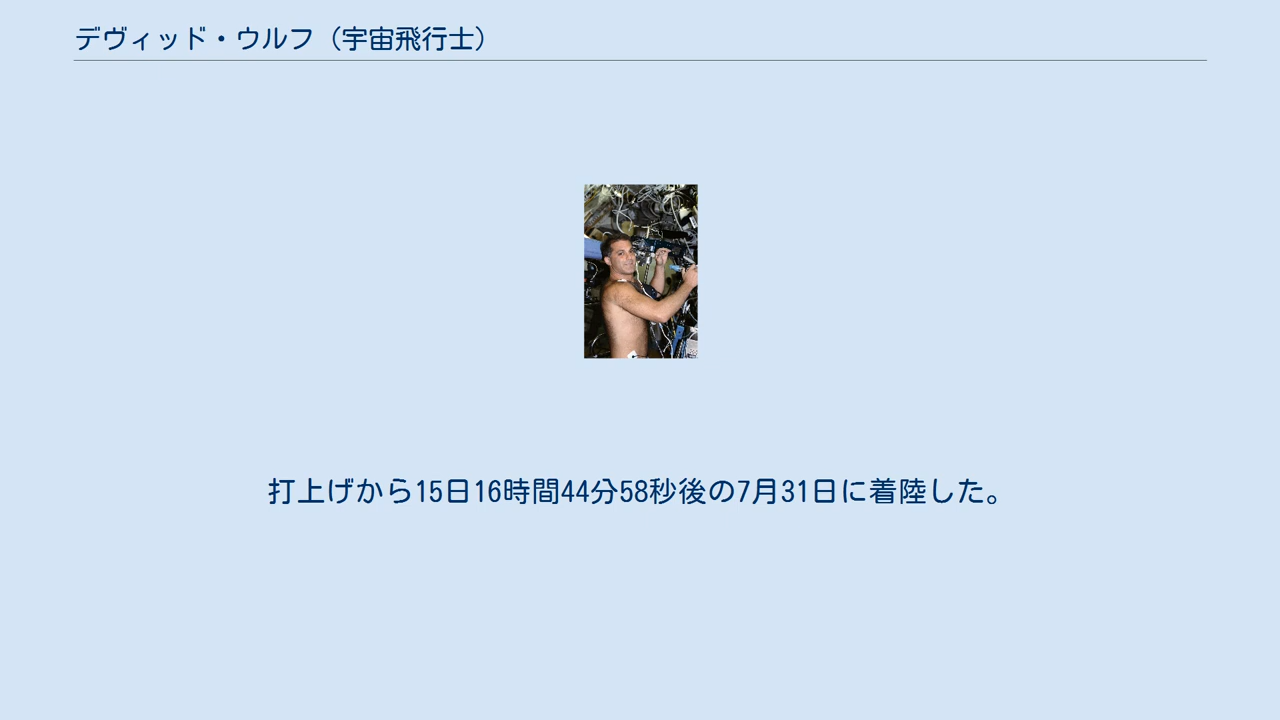 デヴィッド・ウルフ（宇宙飛行士）
打上げから15日16時間44分58秒後の7月31日に着陸した。